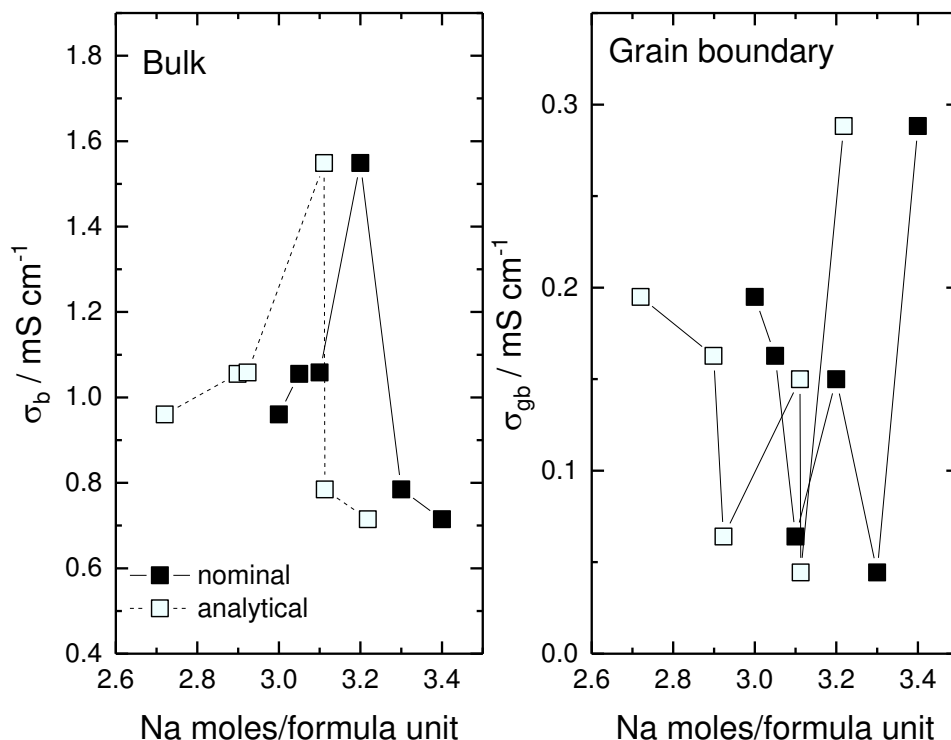 Bulk
1.8
1.6
1.4
1.2
1.0
0.8
0.6
0.4
σb / mS cm-1
nominal
analytical
2.6 2.8 3.0 3.2 3.4
Na moles/formula unit
Grain boundary
0.3
0.2
0.1
0.0
σgb / mS cm-1
2.6 2.8 3.0 3.2 3.4
Na moles/formula unit